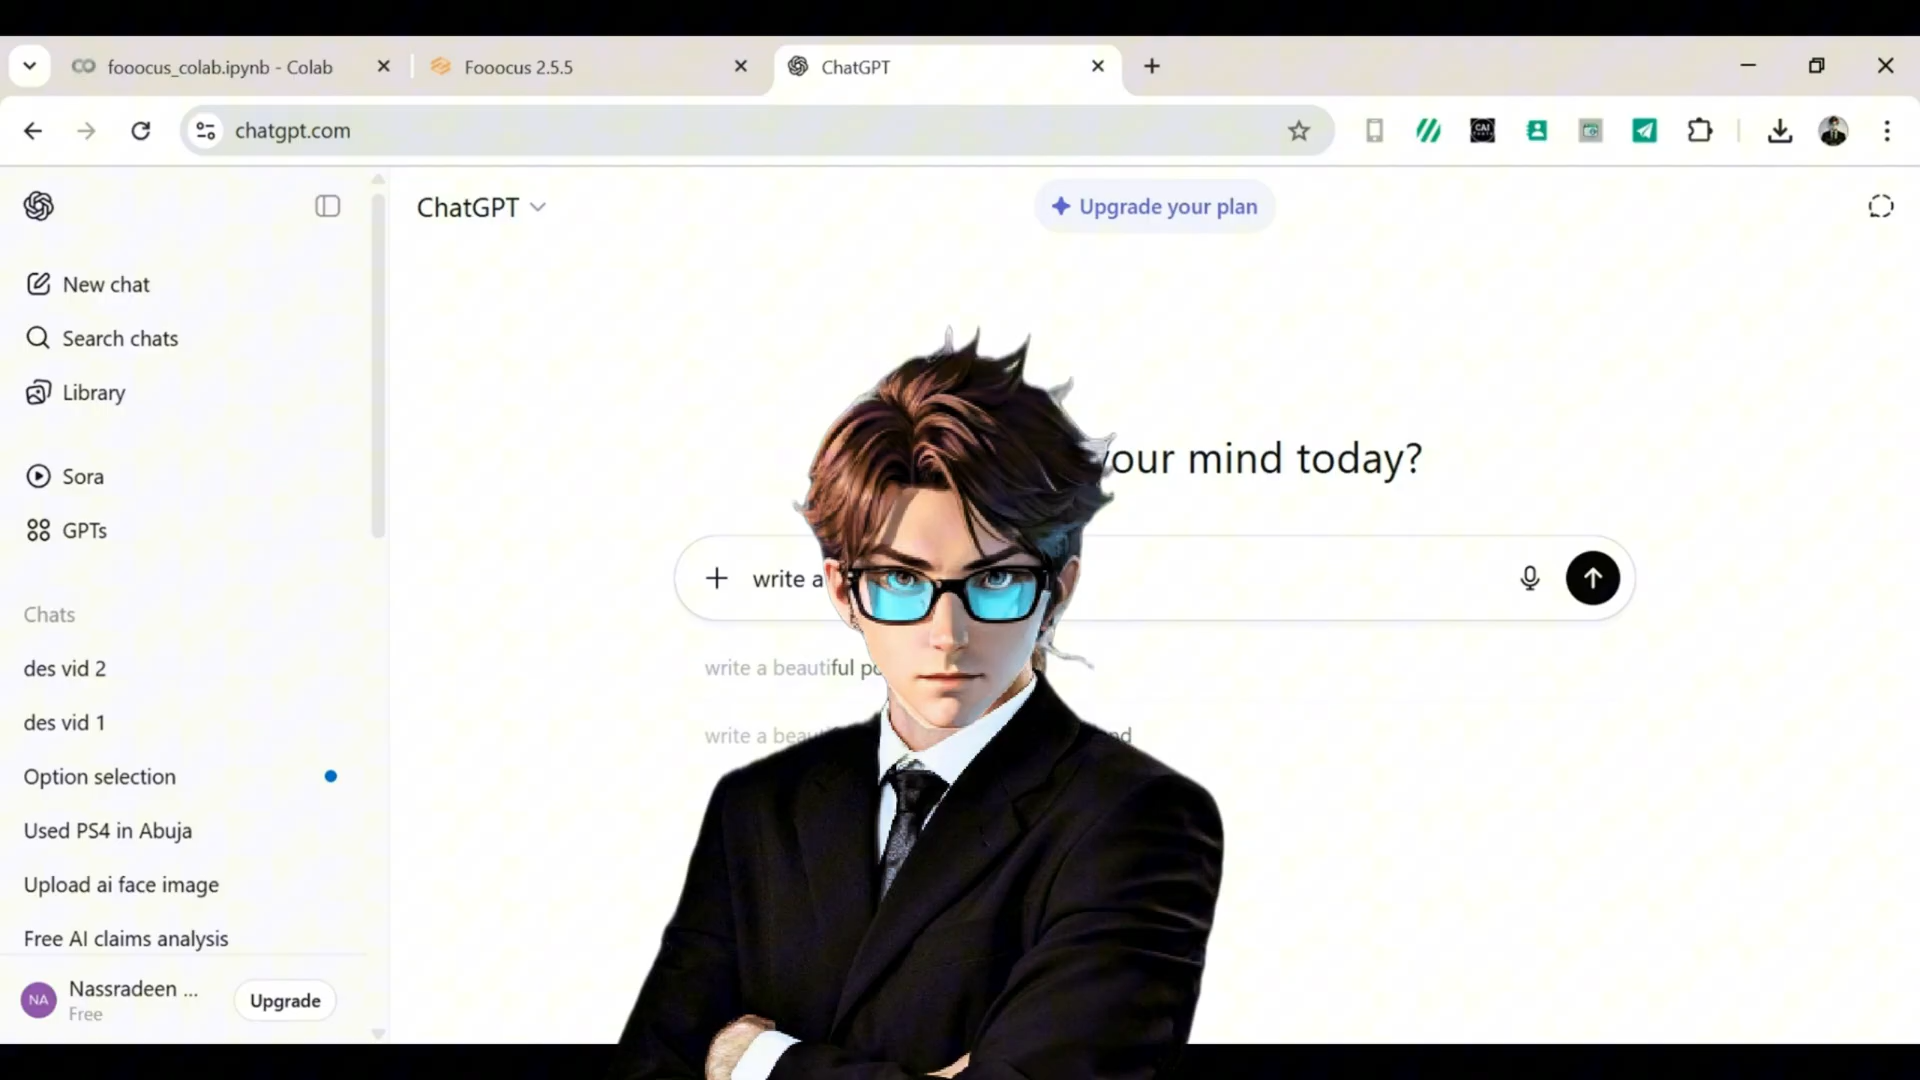 fooocus_colab.ipynb - Colab
Fooocus 2.5.5
ChatGPT
chatgpt.com
CAI
ChatGPT
Upgrade your plan
New chat
Search chats
Library
Sora
GPTs
Chats
des vid 2
des vid 1
Option selection
Used PS4 in Abuja
Upload ai face image
Free AI claims analysis
NA
Nassradeen ...
Free
Upgrade
your mind today?
write a
write a beautiful
write a